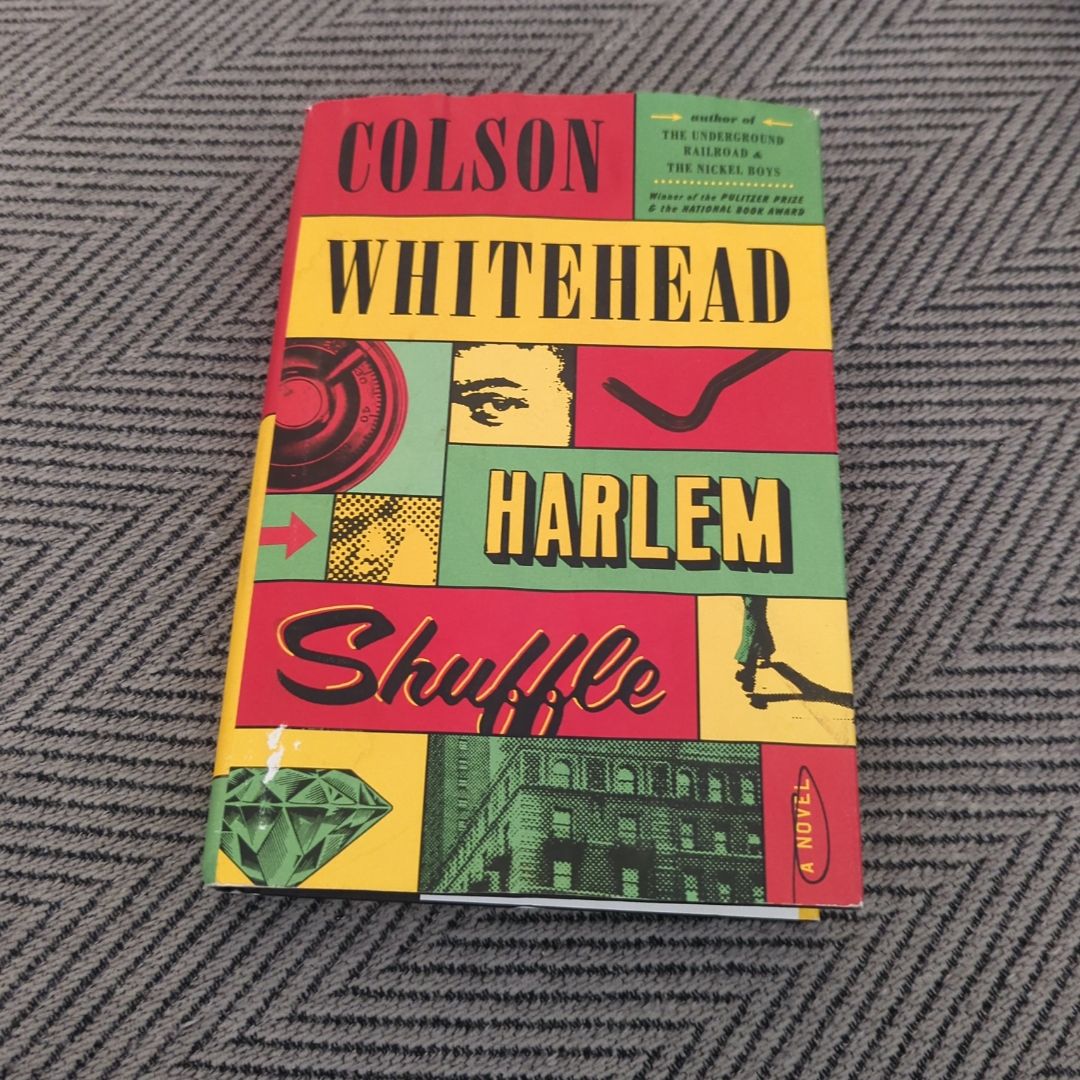 COLSON
author of
THE UNDERGROUND
RAILROAD &
THE NICKEL BOYS
Winner of the PULITZER PRIZE
& the NATIONAL BOOK AWARD
WHITEHEAD
HARLEM
Shuffle
A NOVEL